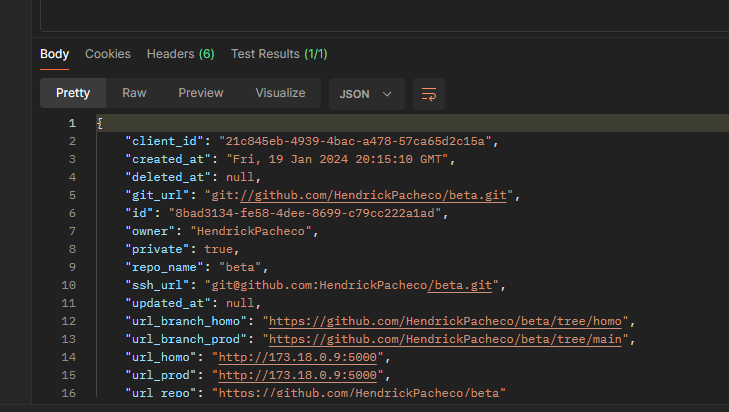 Body Cookies Headers (6) Test Results (1/1)
Pretty Raw Preview Visualize JSON
1 {
2 "client_id": "21c845eb-4939-4bac-a478-57ca65d2c15a",
3 "created_at": "Fri, 19 Jan 2024 20:15:10 GMT",
4 "deleted_at": null,
5 "git_url": "git://github.com/HendrickPacheco/beta.git",
6 "id": "8bad3134-fe58-4dee-8699-c79cc222a1ad",
7 "owner": "HendrickPacheco",
8 "private": true,
9 "repo_name": "beta",
10 "ssh_url": "git@github.com:HendrickPacheco/beta.git",
11 "updated_at": null,
12 "url_branch_homo": "https://github.com/HendrickPacheco/beta/tree/homo",
13 "url_branch_prod": "https://github.com/HendrickPacheco/beta/tree/main",
14 "url_homo": "http://173.18.0.9:5000",
15 "url_prod": "http://173.18.0.9:5000",
16 "url_repo": "https://github.com/HendrickPacheco/beta"